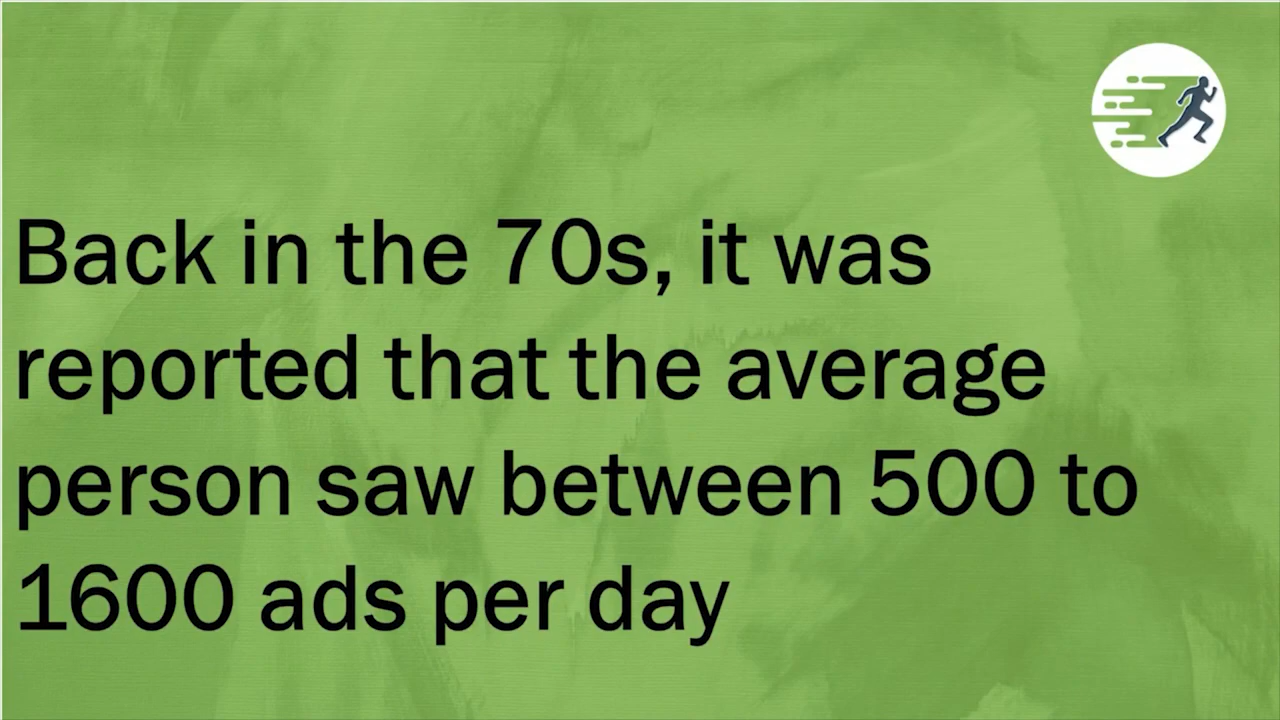 Back in the 70s, it was
reported that the average
person saw between 500 to
1600 ads per day